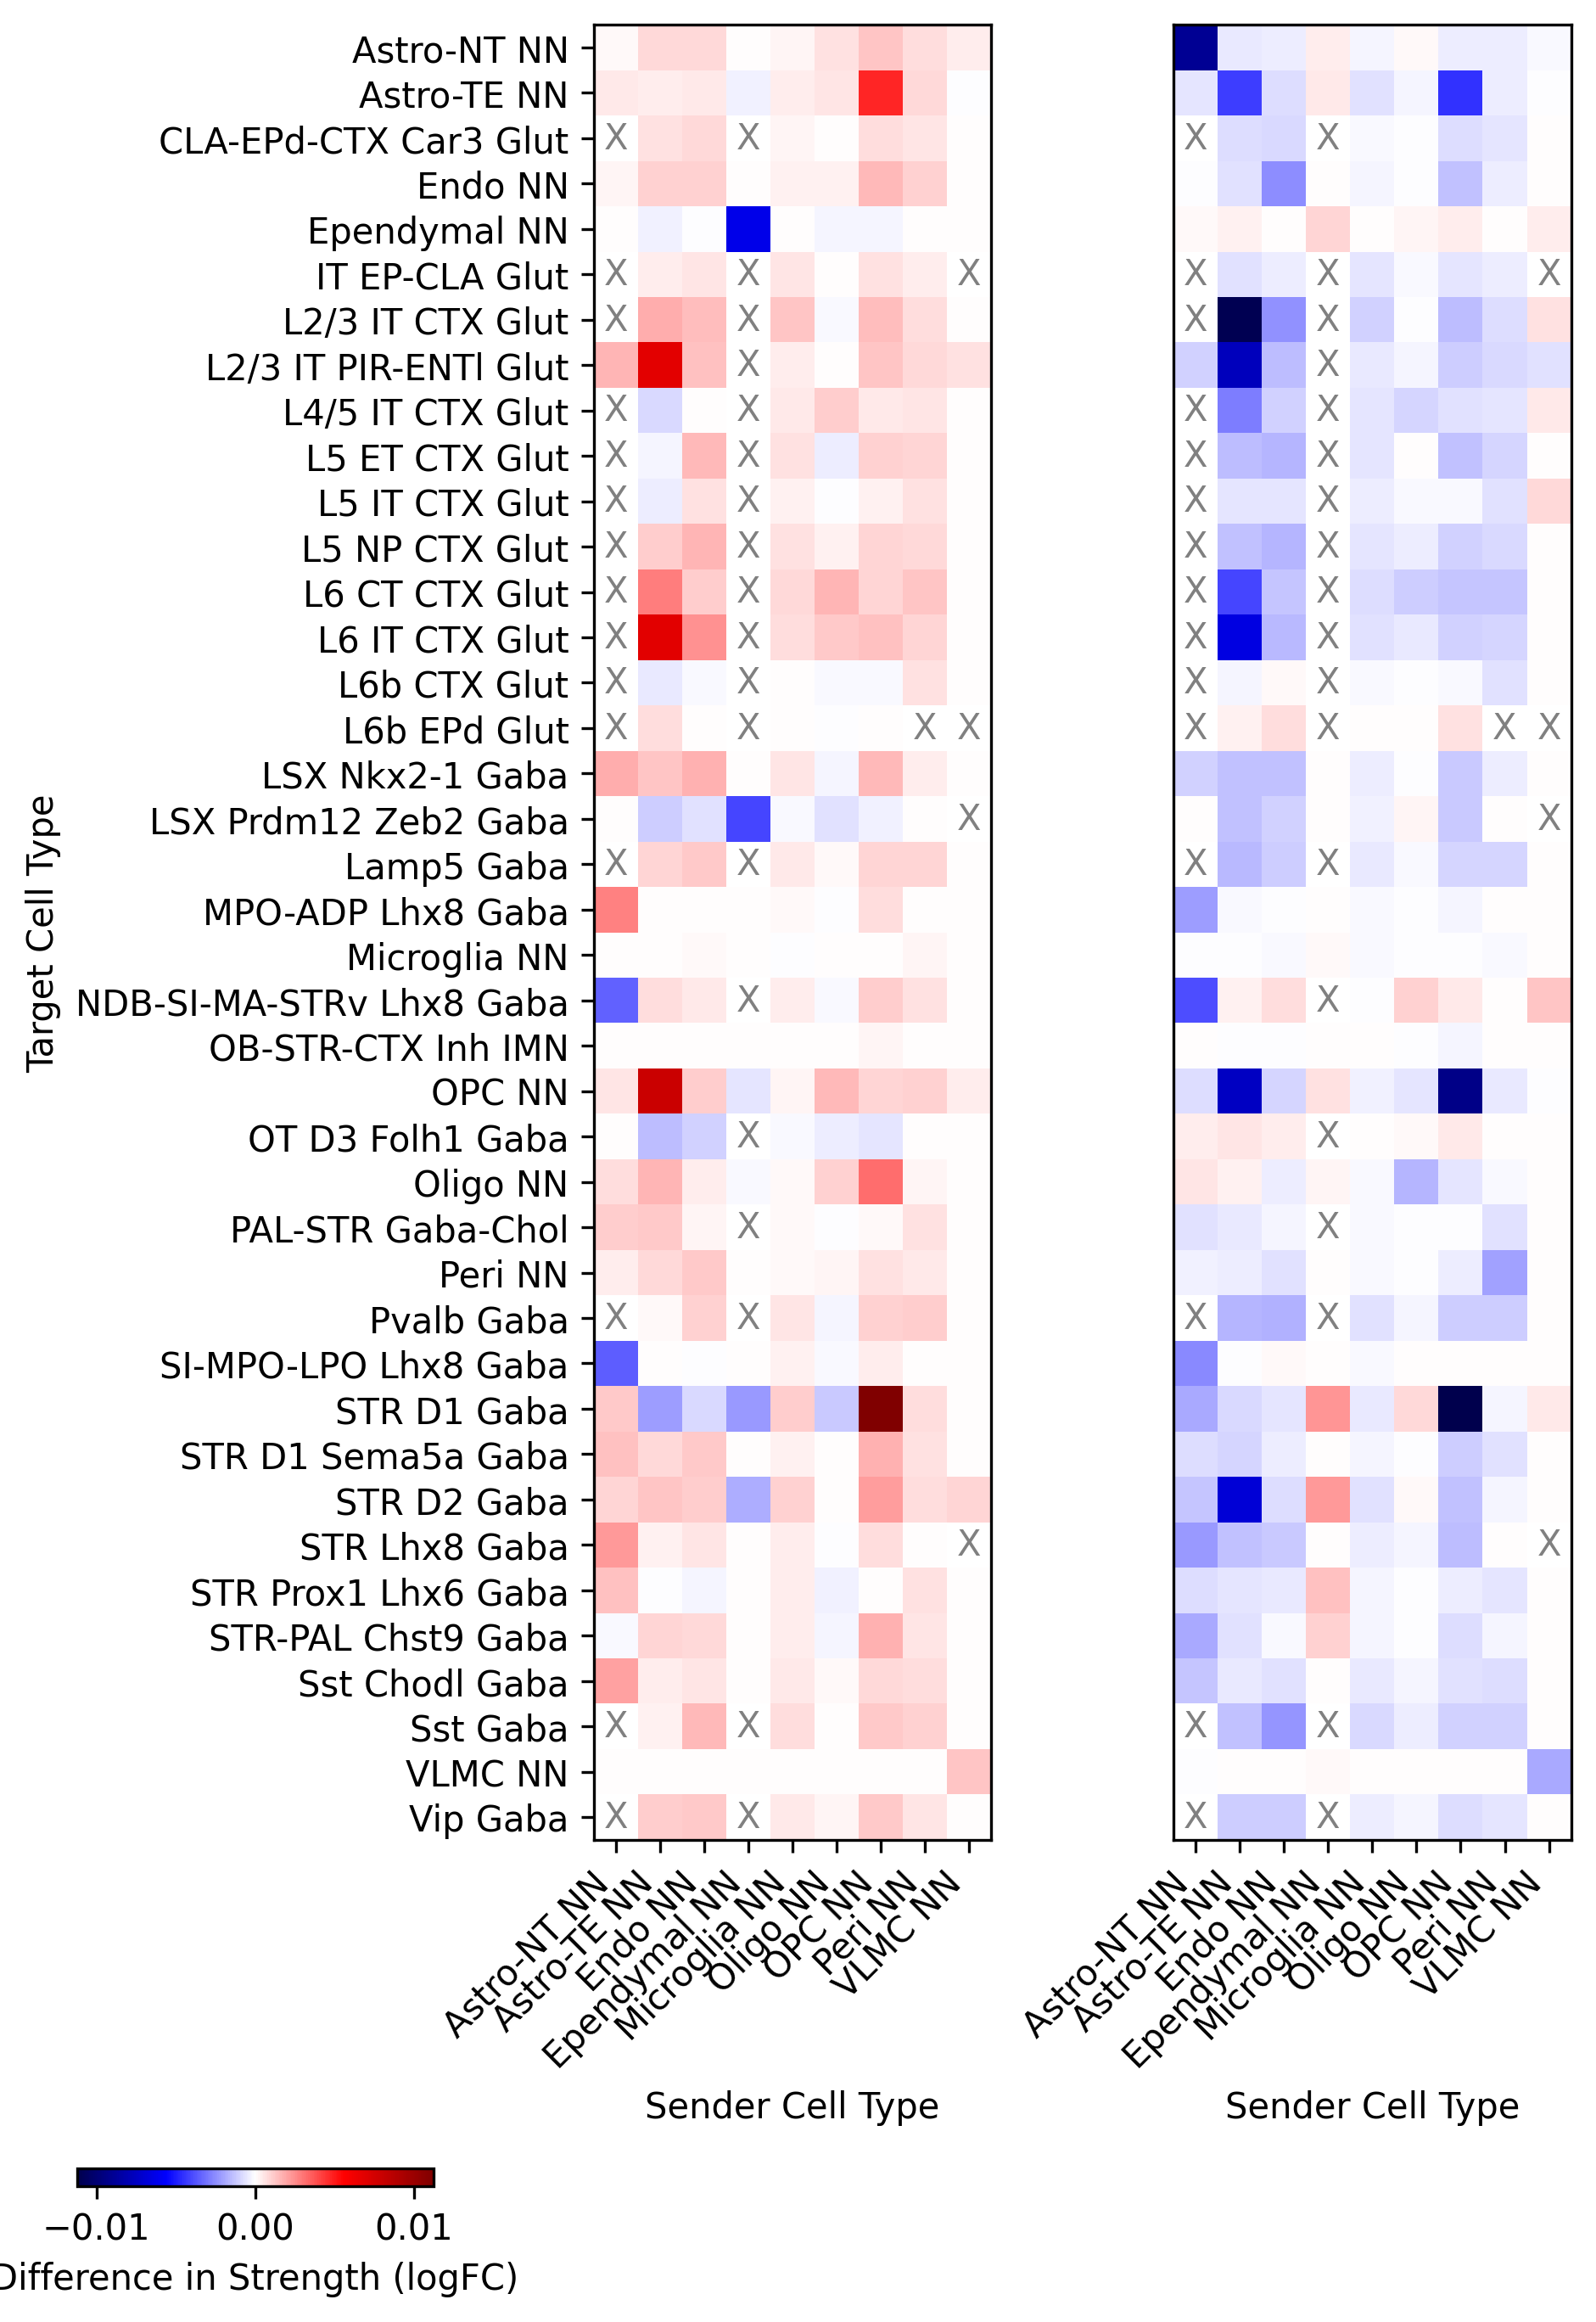 Target Cell Type
Astro-NT NN
Astro-TE NN
CLA-EPd-CTX Car3 Glut
X X X X
Endo NN
Ependymal NN
IT EP-CLA Glut
X X X X X X
L2/3 IT CTX Glut
X X X X
L2/3 IT PIR-ENTl Glut
X X
L4/5 IT CTX Glut
X X X X
L5 ET CTX Glut
X X X X
L5 IT CTX Glut
X X X X
L5 NP CTX Glut
X X X X
L6 CT CTX Glut
X X X X
L6 IT CTX Glut
X X X X
L6b CTX Glut
X X X X
L6b EPd Glut
X X X X X X X X
LSX Nkx2-1 Gaba
LSX Prdm12 Zeb2 Gaba
X X
Lamp5 Gaba
X X X X
MPO-ADP Lhx8 Gaba
Microglia NN
NDB-SI-MA-STRv Lhx8 Gaba
X X
OB-STR-CTX Inh IMN
OPC NN
OT D3 Folh1 Gaba
X X
Oligo NN
PAL-STR Gaba-Chol
X X
Peri NN
Pvalb Gaba
X X X X
SI-MPO-LPO Lhx8 Gaba
STR D1 Gaba
STR D1 Sema5a Gaba
STR D2 Gaba
STR Lhx8 Gaba
X X
STR Prox1 Lhx6 Gaba
STR-PAL Chst9 Gaba
Sst Chodl Gaba
Sst Gaba
X X X X
VLMC NN
Vip Gaba
X X X X
Astro-NT NN
Astro-TE NN
Endo NN
Ependymal NN
Microglia NN
Oligo NN
OPC NN
Peri NN
VLMC NN
Sender Cell Type
Astro-NT NN
Astro-TE NN
Endo NN
Ependymal NN
Microglia NN
Oligo NN
OPC NN
Peri NN
VLMC NN
Sender Cell Type
−0.01 0.00 0.01
Difference in Strength (logFC)